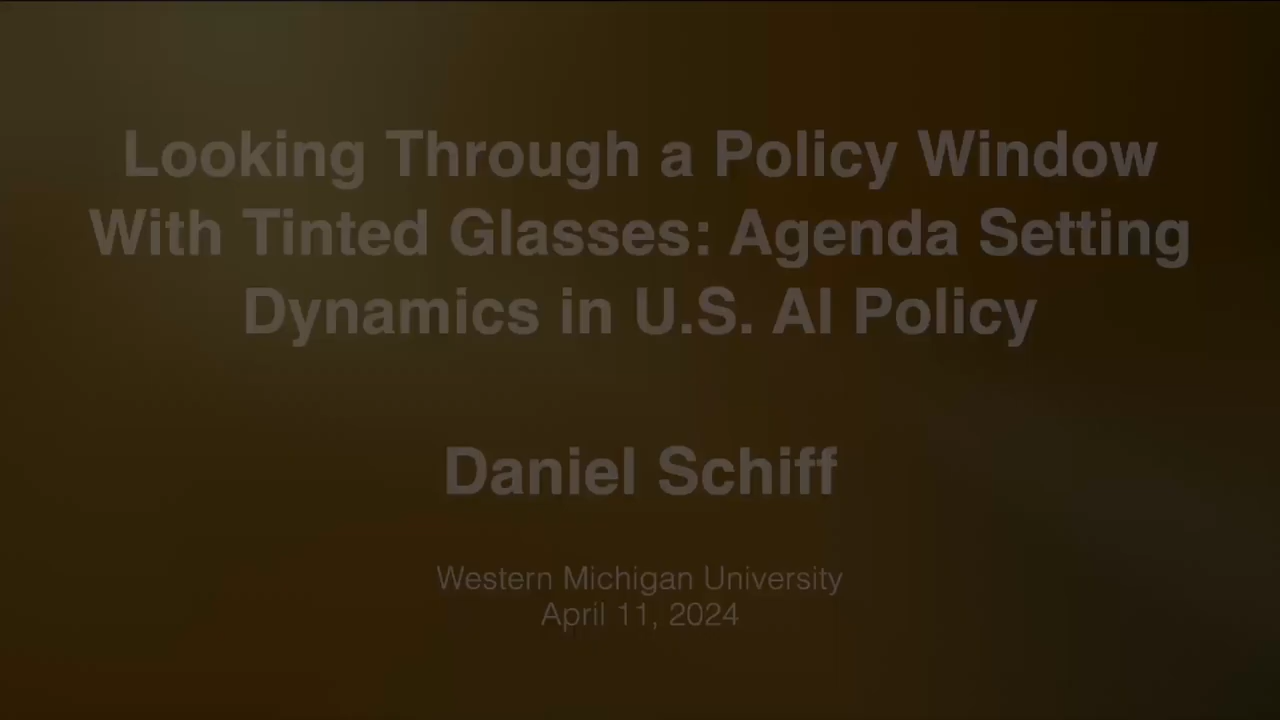 Looking Through a Policy Window
With Tinted Glasses: Agenda Setting
Dynamics in U.S. AI Policy
Daniel Schiff
Western Michigan University
April 11, 2024